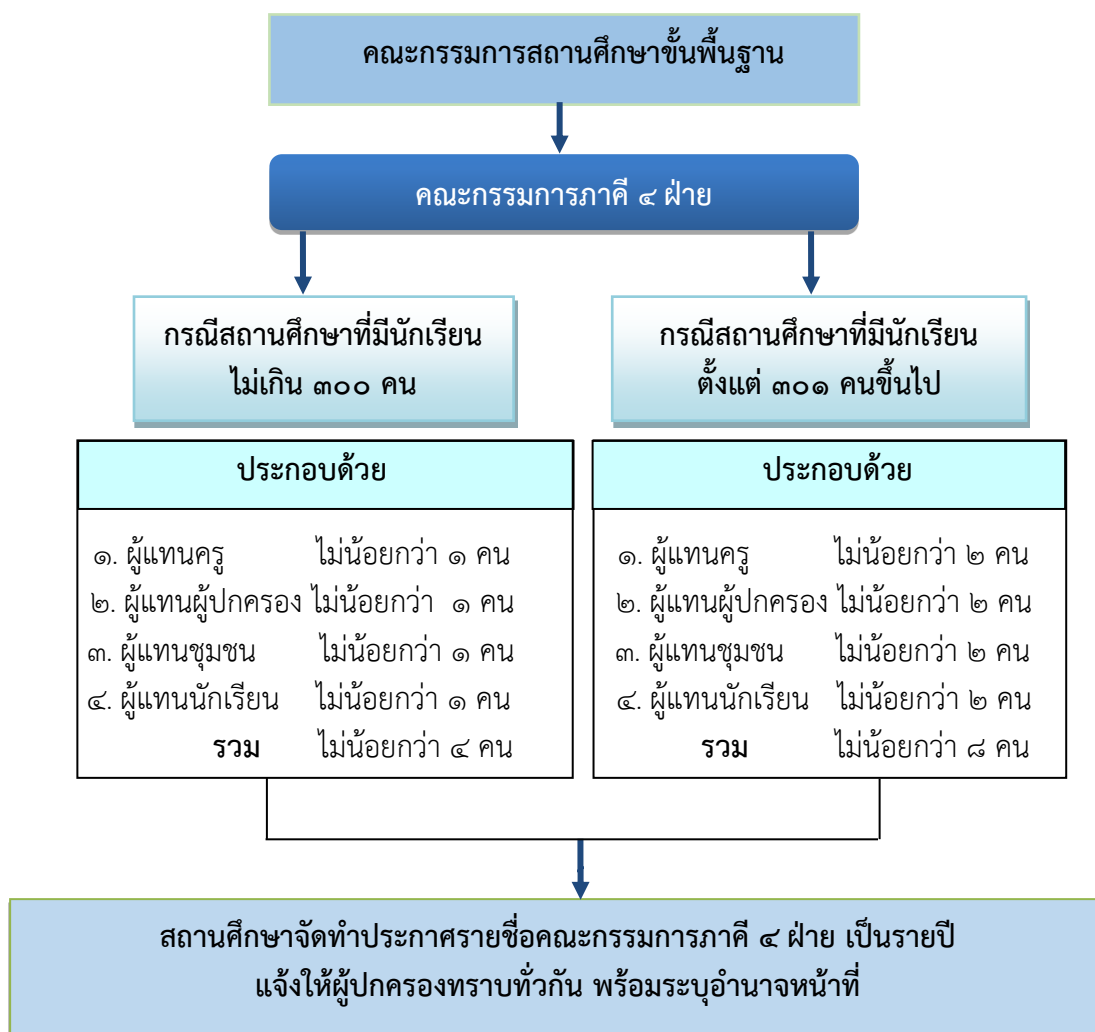 คณะกรรมการสถานศึกษาขั้นพื้นฐาน
คณะกรรมการภาคี ๔ ฝ่าย
กรณีสถานศึกษาที่มีนักเรียน
ไม่เกิน ๓๐๐ คน
ประกอบด้วย
๑. ผู้แทนครู ไม่น้อยกว่า ๑ คน
๒. ผู้แทนผู้ปกครอง ไม่น้อยกว่า ๑ คน
๓. ผู้แทนชุมชน ไม่น้อยกว่า ๑ คน
๔. ผู้แทนนักเรียน ไม่น้อยกว่า ๑ คน
รวม ไม่น้อยกว่า ๔ คน
กรณีสถานศึกษาที่มีนักเรียน
ตั้งแต่ ๓๐๑ คนขึ้นไป
ประกอบด้วย
๑. ผู้แทนครู ไม่น้อยกว่า ๒ คน
๒. ผู้แทนผู้ปกครอง ไม่น้อยกว่า ๒ คน
๓. ผู้แทนชุมชน ไม่น้อยกว่า ๒ คน
๔. ผู้แทนนักเรียน ไม่น้อยกว่า ๒ คน
รวม ไม่น้อยกว่า ๘ คน
สถานศึกษาจัดทำประกาศรายชื่อคณะกรรมการภาคี ๔ ฝ่าย เป็นรายปี
แจ้งให้ผู้ปกครองทราบทั่วกัน พร้อมระบุอำนาจหน้าที่